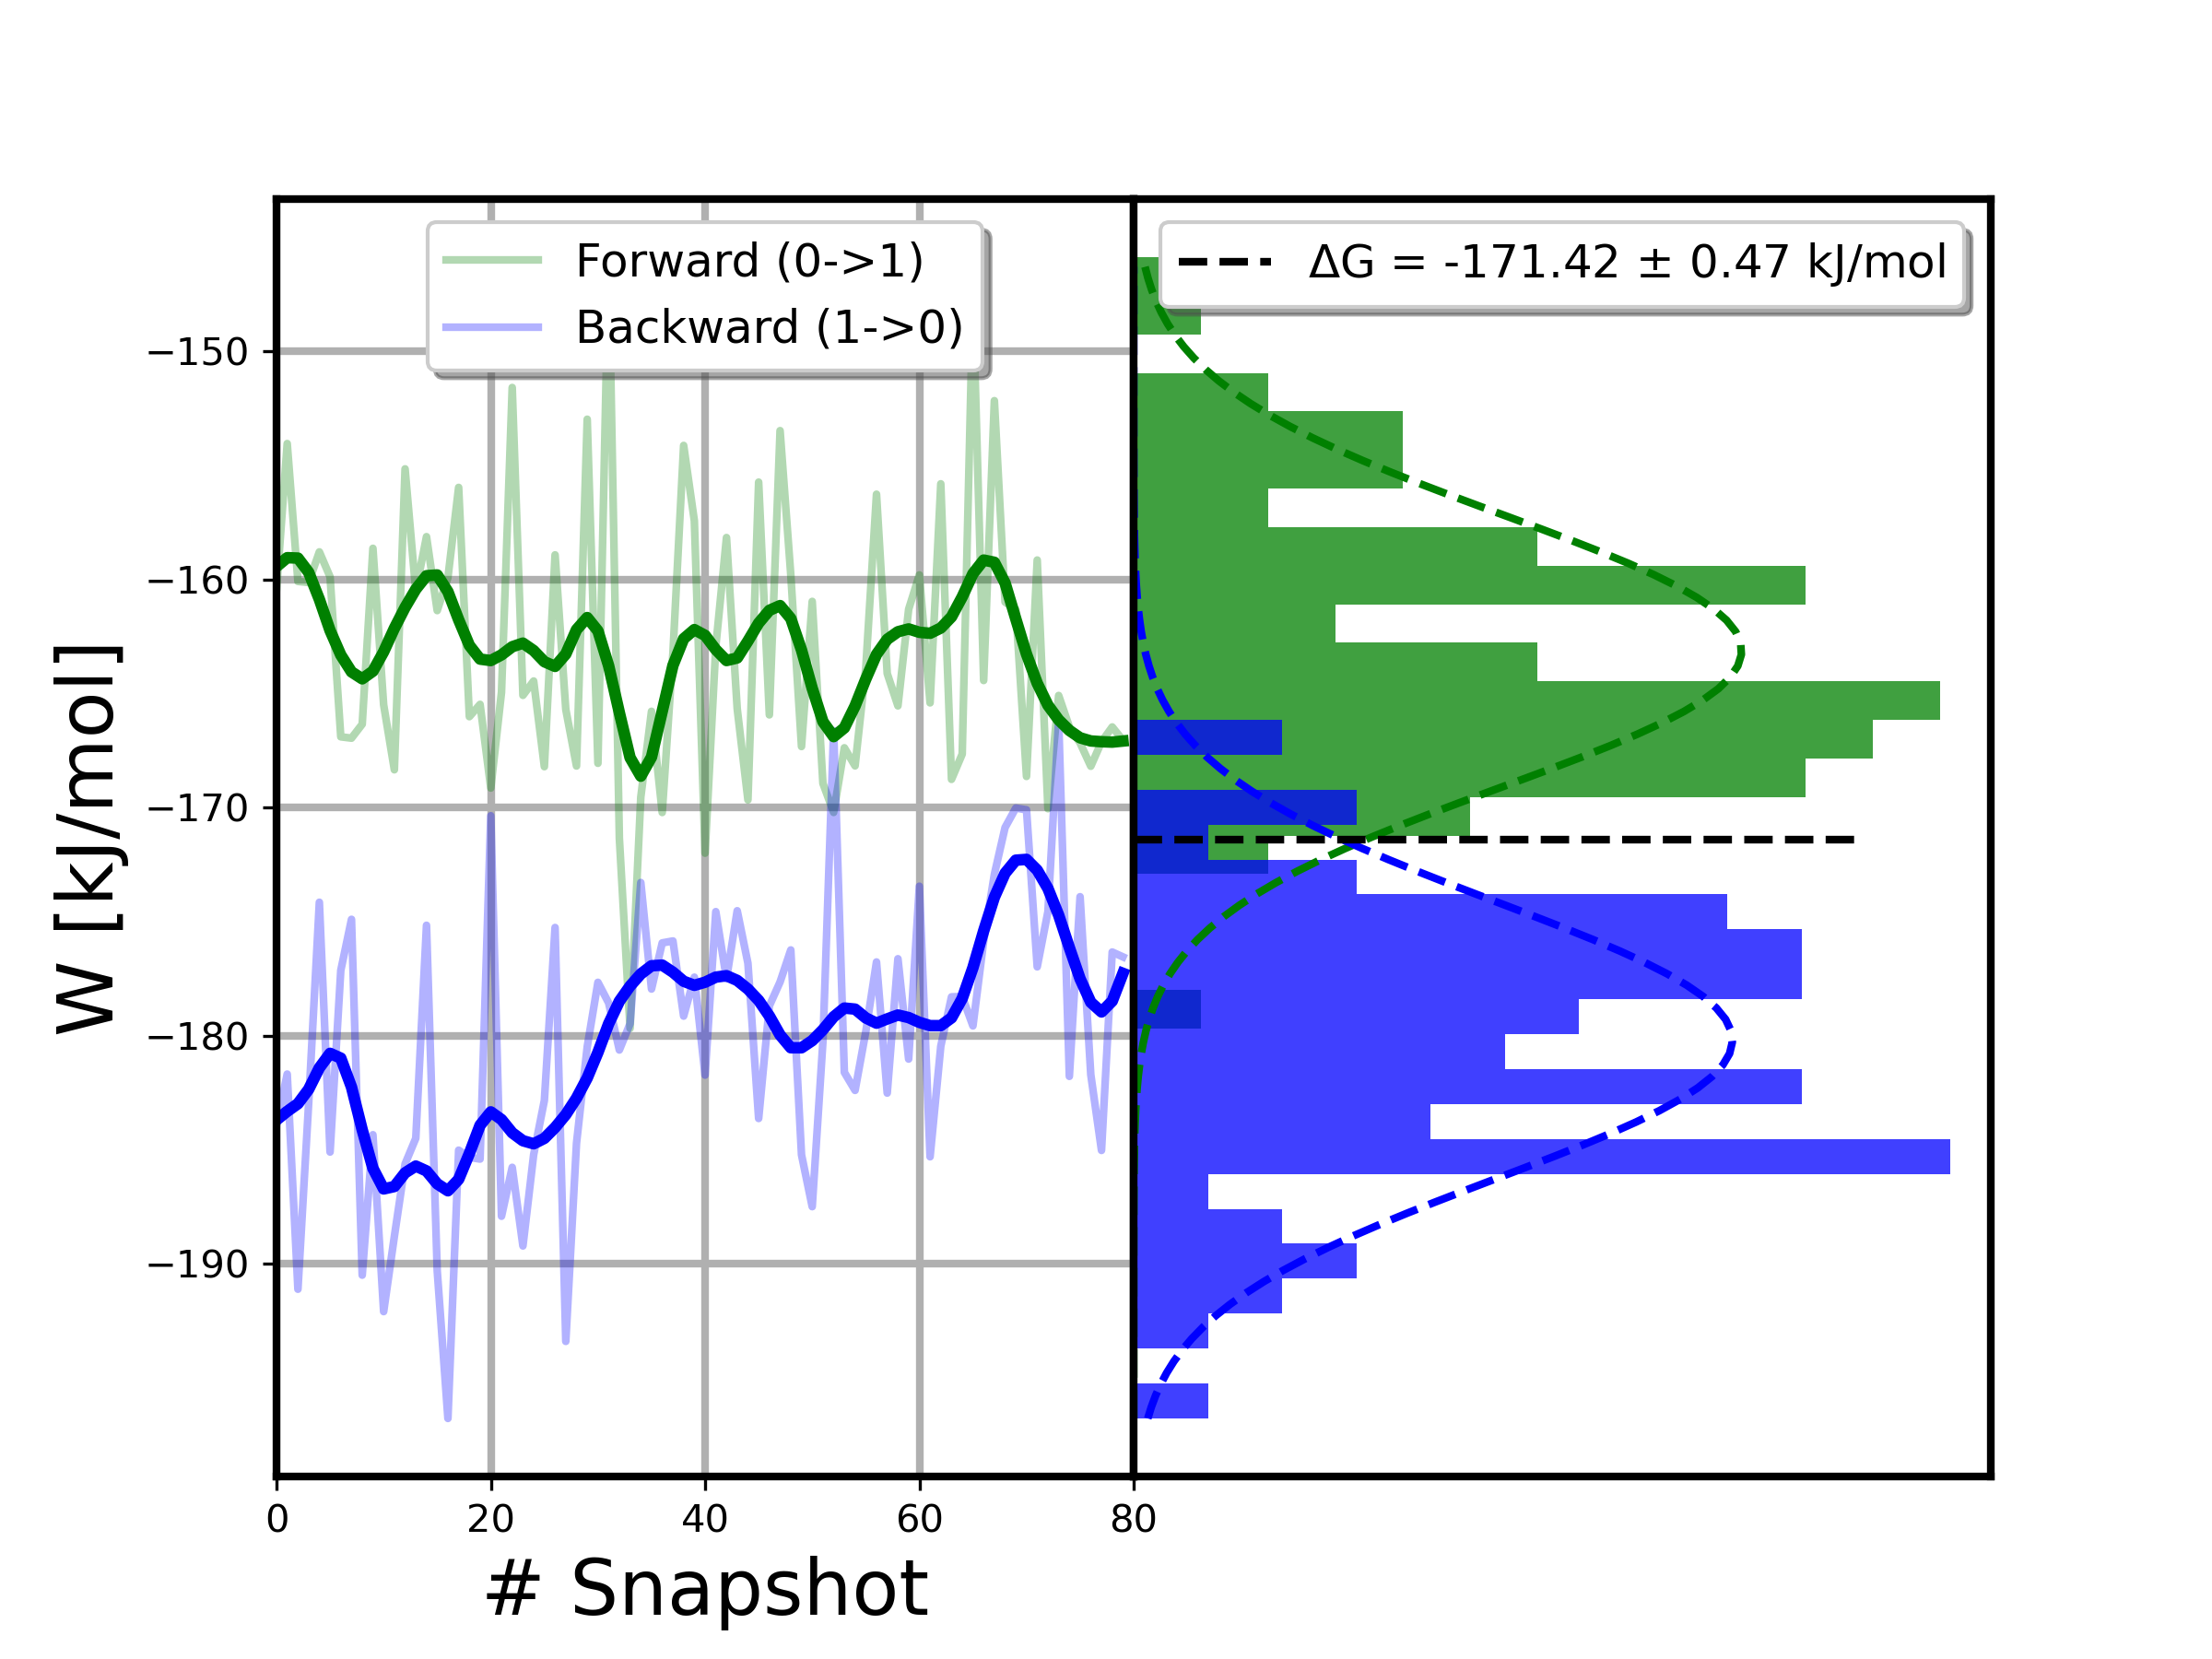 Forward (0->1)
Backward (1->0)
ΔG = -171.42 ± 0.47 kJ/mol
W [kJ/mol]
−150
−160
−170
−180
−190
0 20 40 60 80
# Snapshot